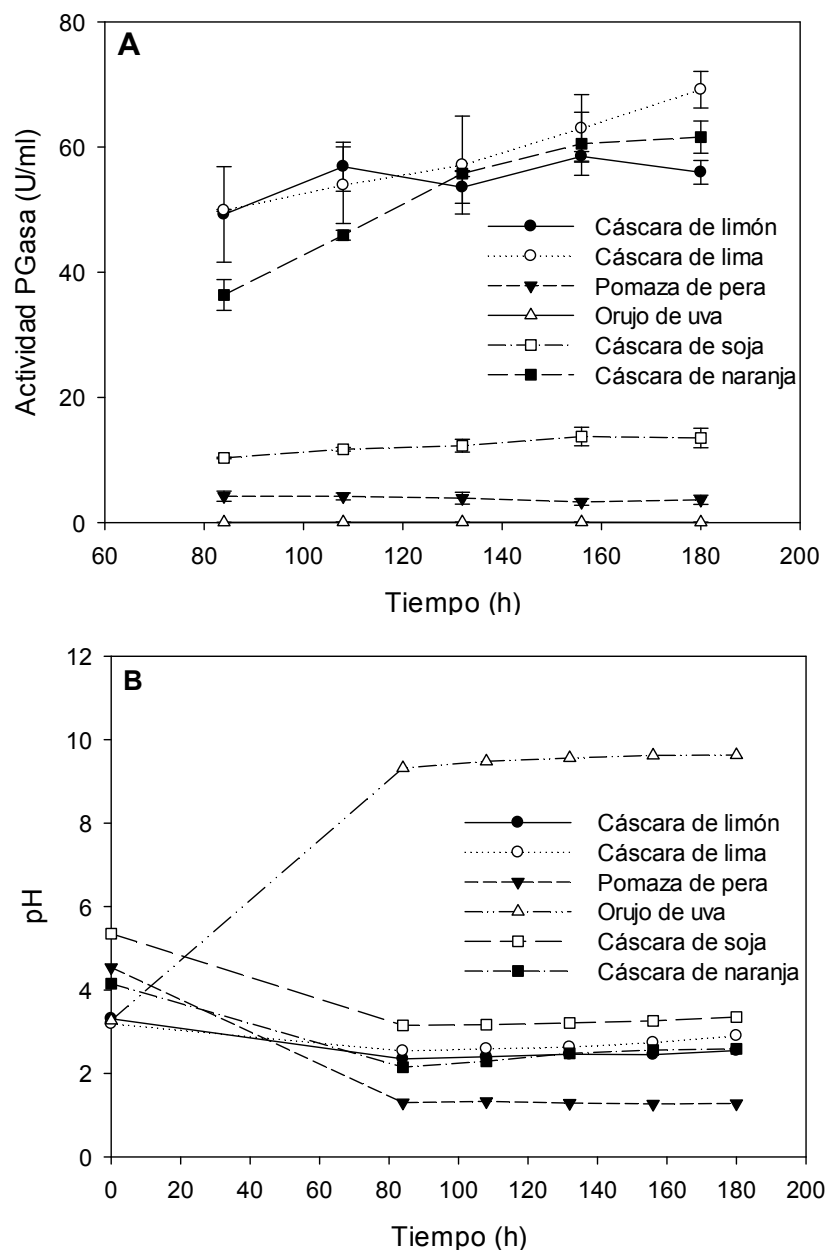 A
80
60
40
20
0
Actividad PGasa (U/ml)
Cáscara de limón
Cáscara de lima
Pomaza de pera
Orujo de uva
Cáscara de soja
Cáscara de naranja
60 80 100 120 140 160 180 200
Tiempo (h)
B
12
10
8
6
4
2
0
pH
Cáscara de limón
Cáscara de lima
Pomaza de pera
Orujo de uva
Cáscara de soja
Cáscara de naranja
0 20 40 60 80 100 120 140 160 180 200
Tiempo (h)